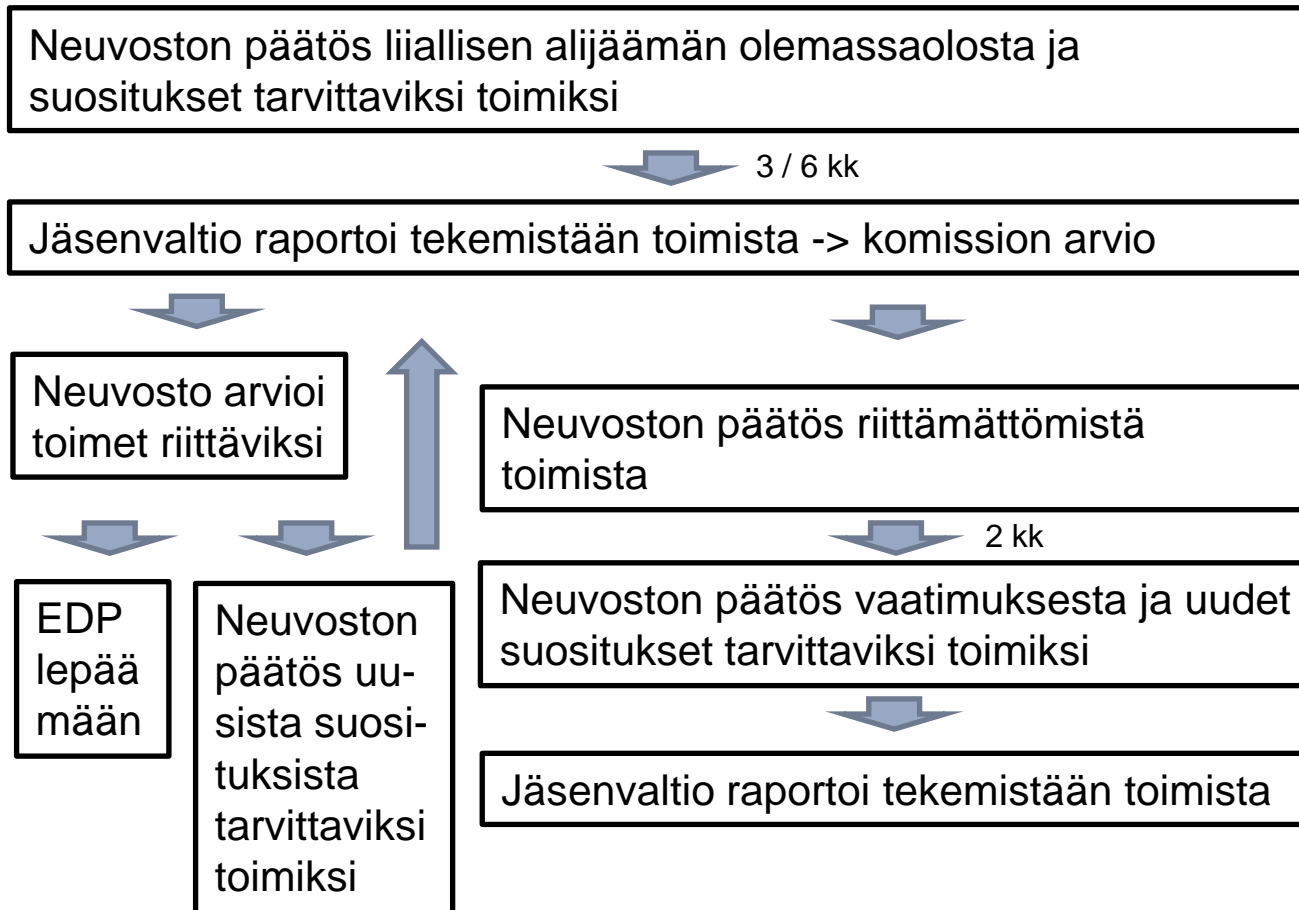 Neuvoston päätös liiallisen alijäämän olemassaolosta ja
suositukset tarvittaviksi toimiksi
3 / 6 kk
Jäsenvaltio raportoi tekemistään toimista -> komission arvio
Neuvosto arvioi
toimet riittäviksi
Neuvoston päätös riittämättömistä
toimista
2 kk
EDP
lepää
mään
Neuvoston
päätös uu-
sista suosi-
tuksista
tarvittaviksi
toimiksi
Neuvoston päätös vaatimuksesta ja uudet
suositukset tarvittaviksi toimiksi
Jäsenvaltio raportoi tekemistään toimista